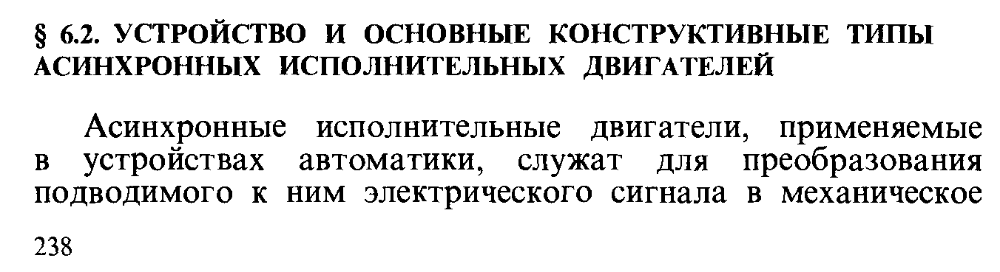 § 6.2. УСТРОЙСТВО И ОСНОВНЫЕ КОНСТРУКТИВНЫЕ ТИПЫ
АСИНХРОННЫХ ИСПОЛНИТЕЛЬНЫХ ДВИГАТЕЛЕЙ
Асинхронные исполнительные двигатели, применяемые
в устройствах автоматики, служат для преобразования
подводимого к ним электрического сигнала в механическое
238